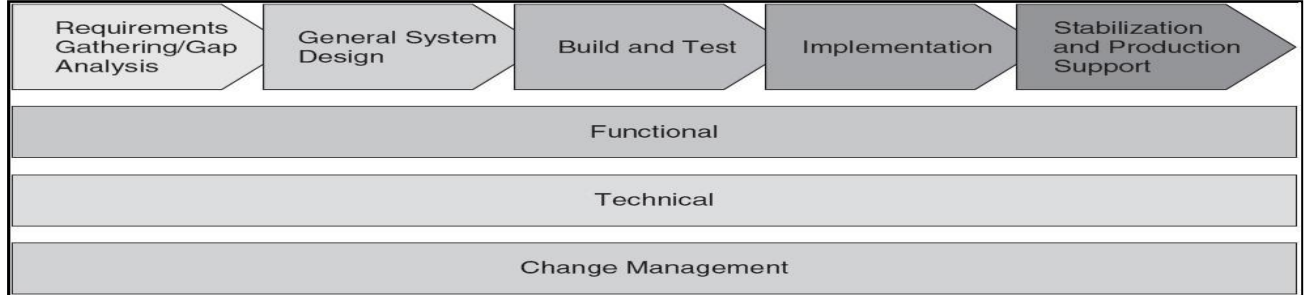 Requirements
Gathering/Gap
Analysis
General System
Design
Build and Test
Implementation
Stabilization
and Production
Support
Functional
Technical
Change Management